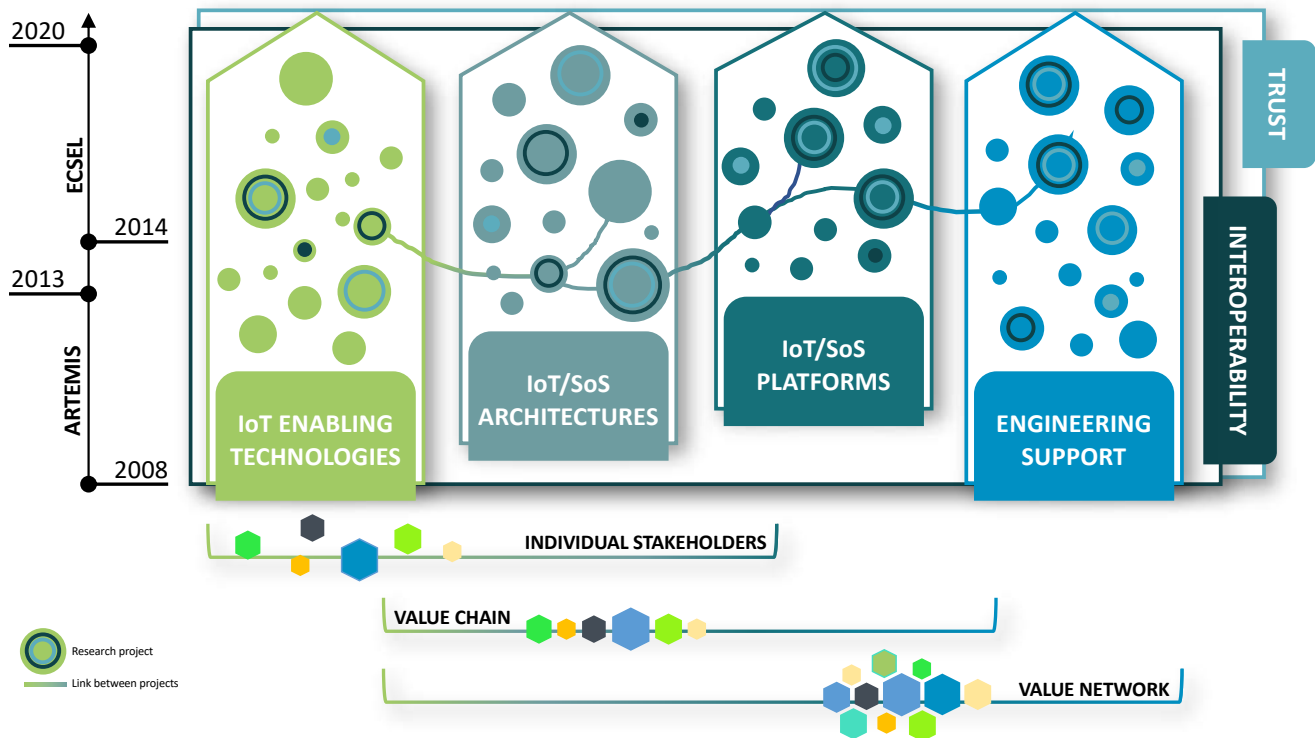 2020
ECSEL
2014
2013
ARTEMIS
2008
IoT ENABLING
TECHNOLOGIES
IoT/SoS
ARCHITECTURES
IoT/SoS
PLATFORMS
ENGINEERING
SUPPORT
TRUST
INTEROPERABILITY
INDIVIDUAL STAKEHOLDERS
VALUE CHAIN
VALUE NETWORK
Research project
Link between projects